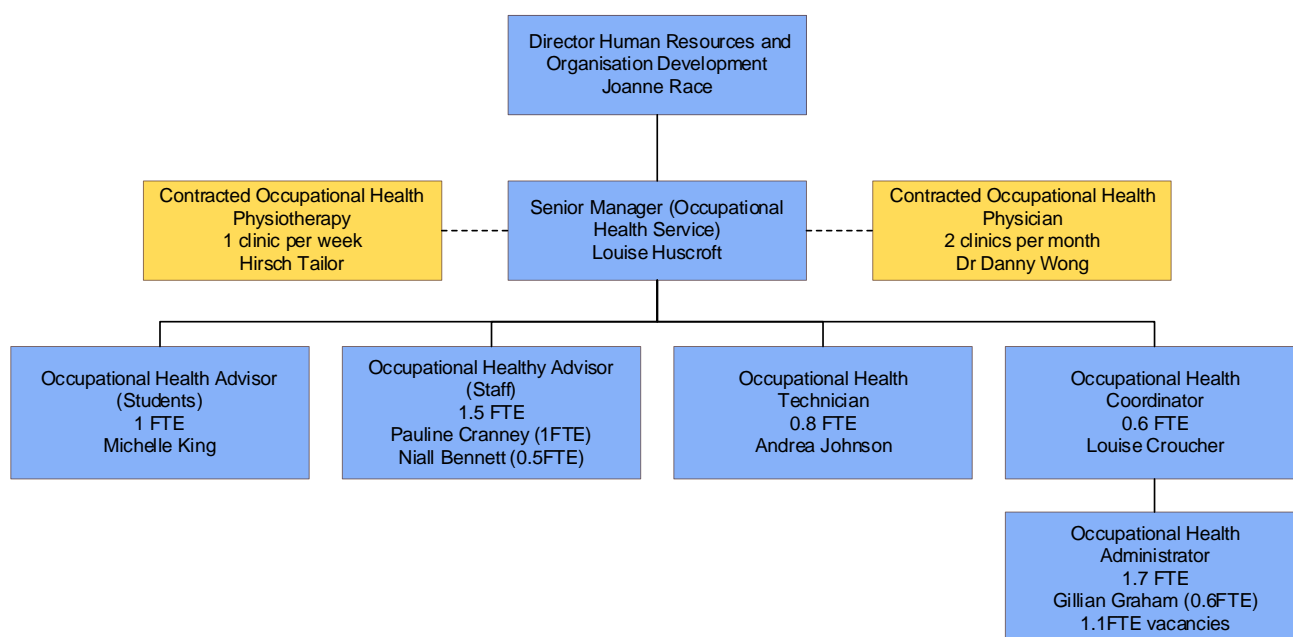 Director Human Resources and
Organisation Development
Joanne Race
Contracted Occupational Health
Physiotherapy
1 clinic per week
Hirsch Tailor
Senior Manager (Occupational
Health Service)
Louise Huscroft
Contracted Occupational Health
Physician
2 clinics per month
Dr Danny Wong
Occupational Health Advisor
(Students)
1 FTE
Michelle King
Occupational Healthy Advisor
(Staff)
1.5 FTE
Pauline Cranney (1FTE)
Niall Bennett (0.5FTE)
Occupational Health
Technician
0.8 FTE
Andrea Johnson
Occupational Health
Coordinator
0.6 FTE
Louise Croucher
Occupational Health
Administrator
1.7 FTE
Gillian Graham (0.6FTE)
1.1FTE vacancies